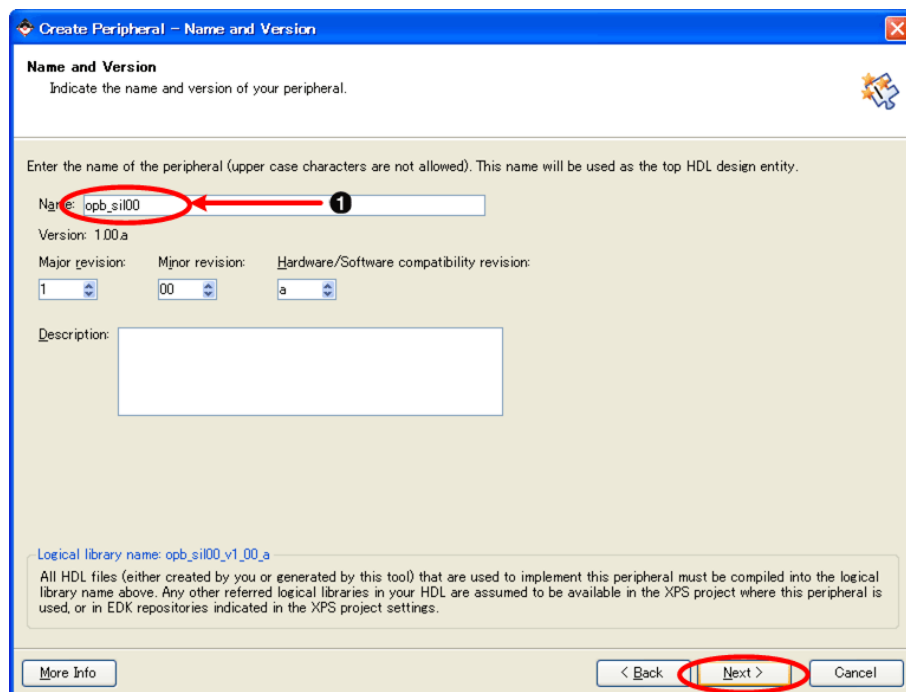 Create Peripheral - Name and Version
Name and Version
Indicate the name and version of your peripheral.
Enter the name of the peripheral (upper case characters are not allowed). This name will be used as the top HDL design entity.
Name: opb_sil00 ❶
Version: 1.00.a
Major revision: Minor revision: Hardware/Software compatibility revision:
1 00 a
Description:
Logical library name: opb_sil00_v1_00_a
All HDL files (either created by you or generated by this tool) that are used to implement this peripheral must be compiled into the logical
library name above. Any other referred logical libraries in your HDL are assumed to be available in the XPS project where this peripheral is
used, or in EDK repositories indicated in the XPS project settings.
More Info < Back Next > Cancel